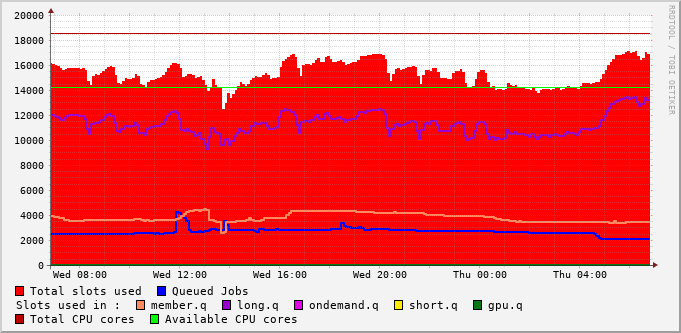 RRDTOOL / TOBI OETIKER
20000
18000
16000
14000
12000
10000
8000
6000
4000
2000
0
Wed 08:00 Wed 12:00 Wed 16:00 Wed 20:00 Thu 00:00 Thu 04:00
Total slots used Queued Jobs
Slots used in : member.q long.q ondemand.q short.q gpu.q
Total CPU cores Available CPU cores